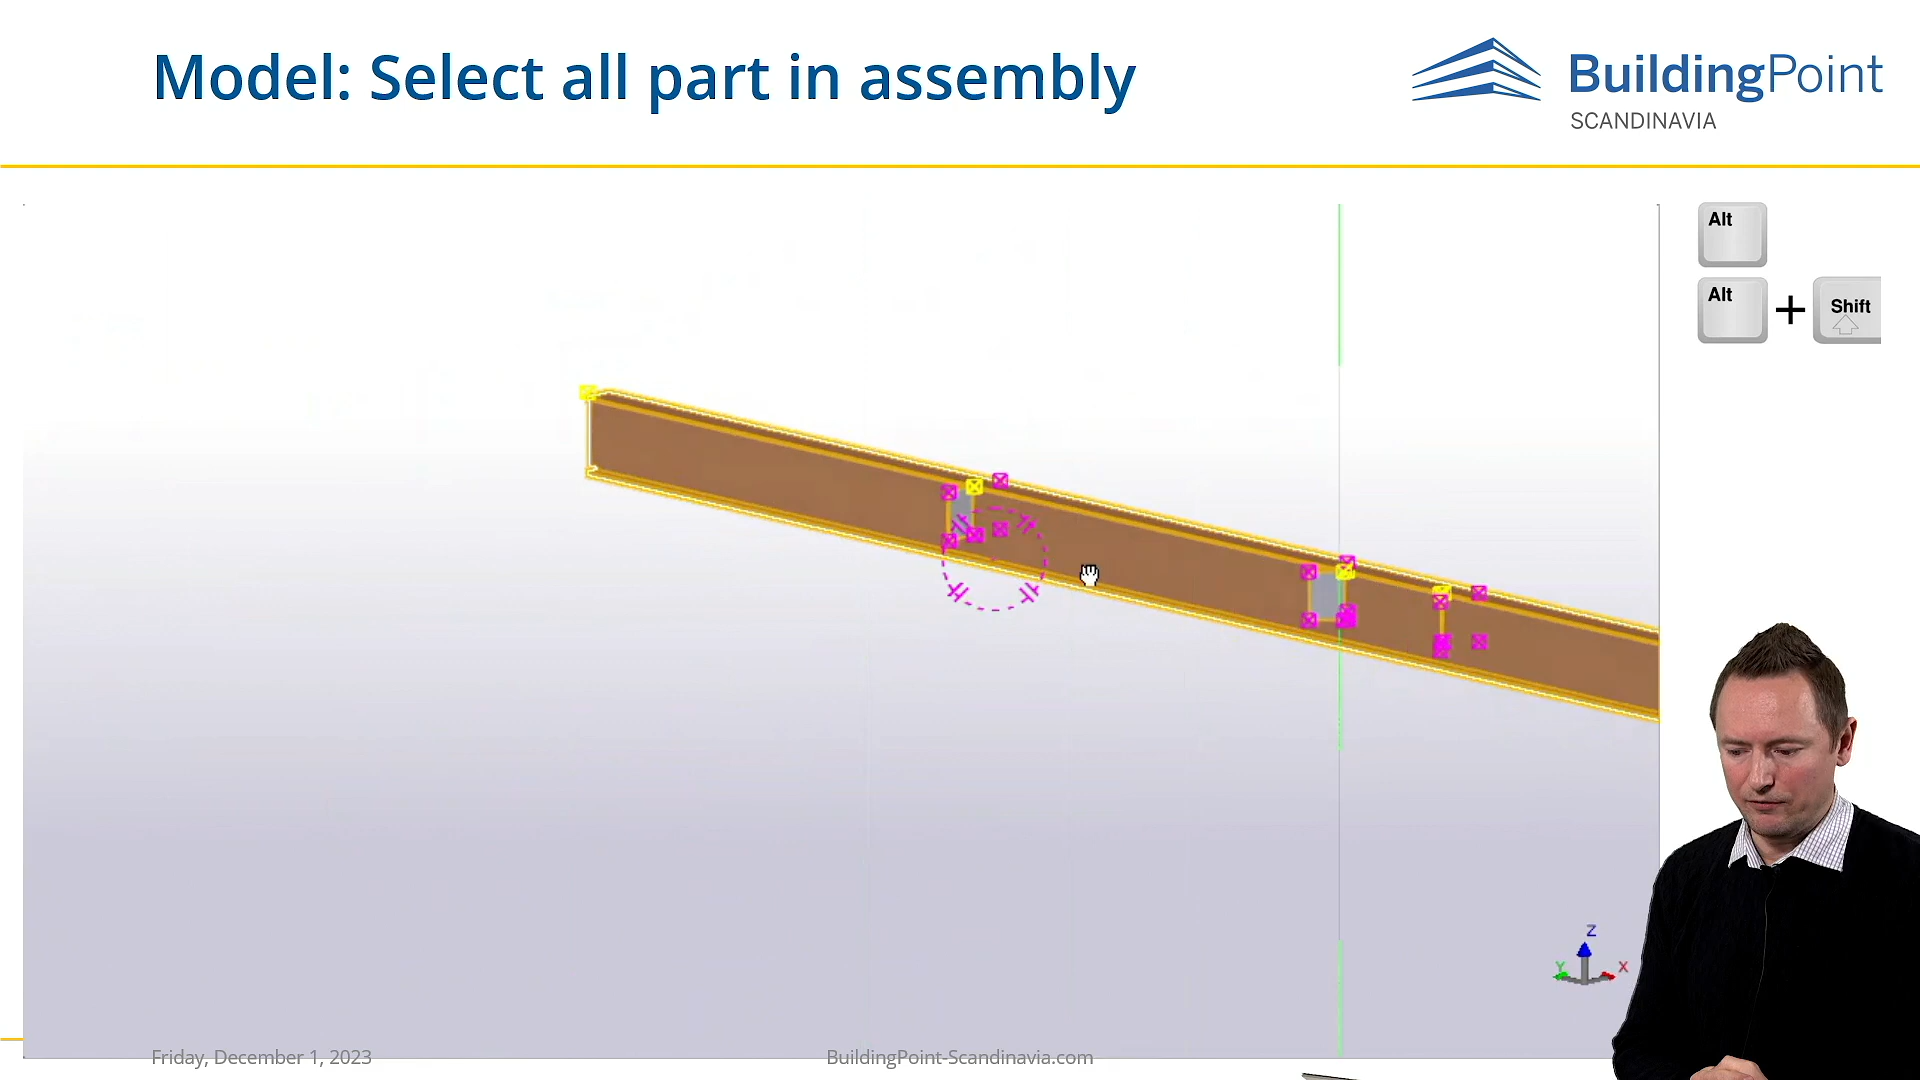 Model: Select all part in assembly
BuildingPoint
SCANDINAVIA
Alt
Alt + Shift
Z
Y
X
Friday, December 1, 2023
BuildingPoint-Scandinavia.com